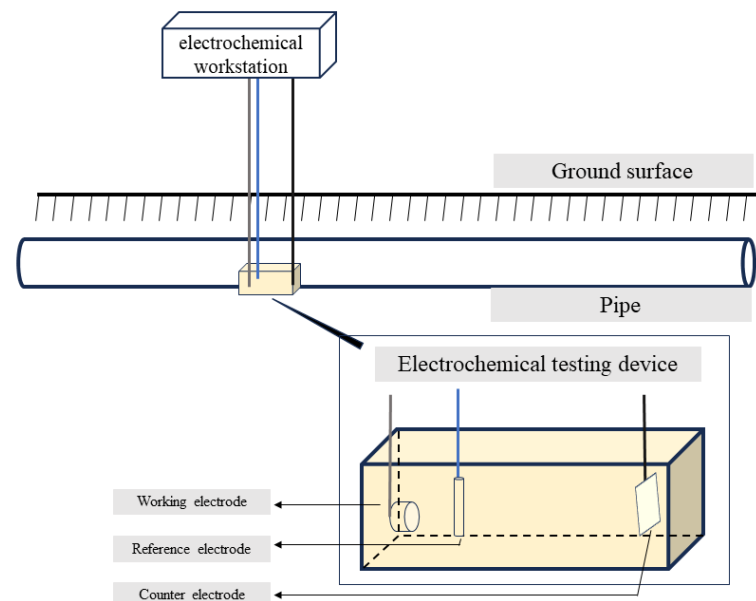 electrochemical
workstation
Ground surface
Pipe
Electrochemical testing device
Working electrode
Reference electrode
Counter electrode